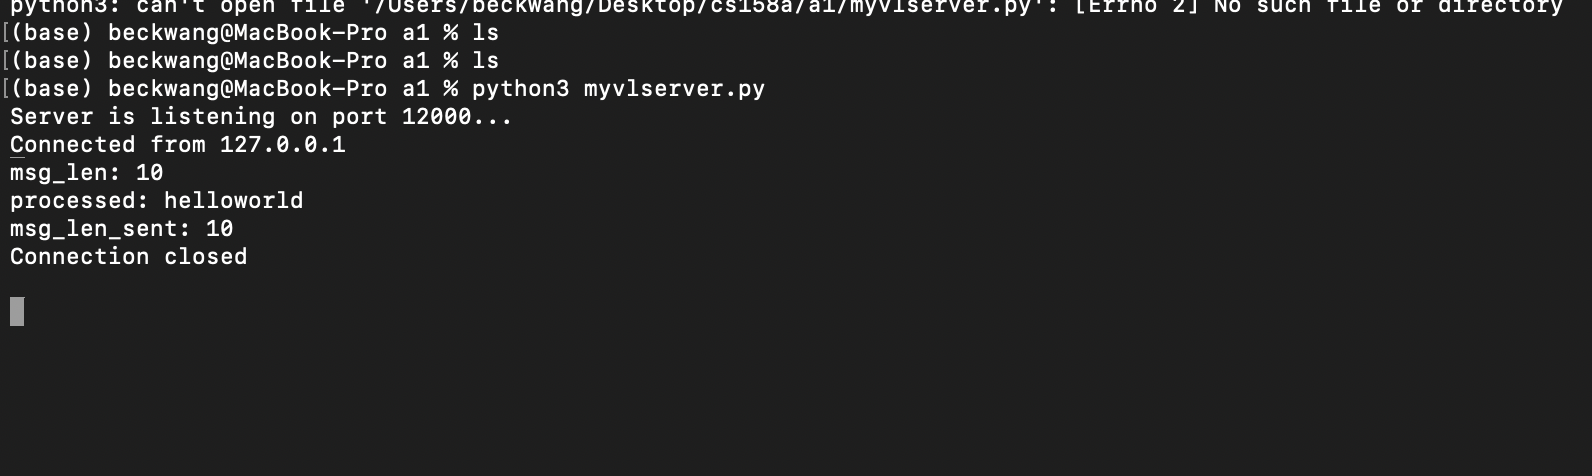 python3: can't open file '/Users/beckwang/Desktop/cs158a/a1/myvlserver.py': [Errno 2] No such file or directory
[(base) beckwang@MacBook-Pro a1 % ls
[(base) beckwang@MacBook-Pro a1 % ls
[(base) beckwang@MacBook-Pro a1 % python3 myvlserver.py
Server is listening on port 12000...
Connected from 127.0.0.1
msg_len: 10
processed: helloworld
msg_len_sent: 10
Connection closed